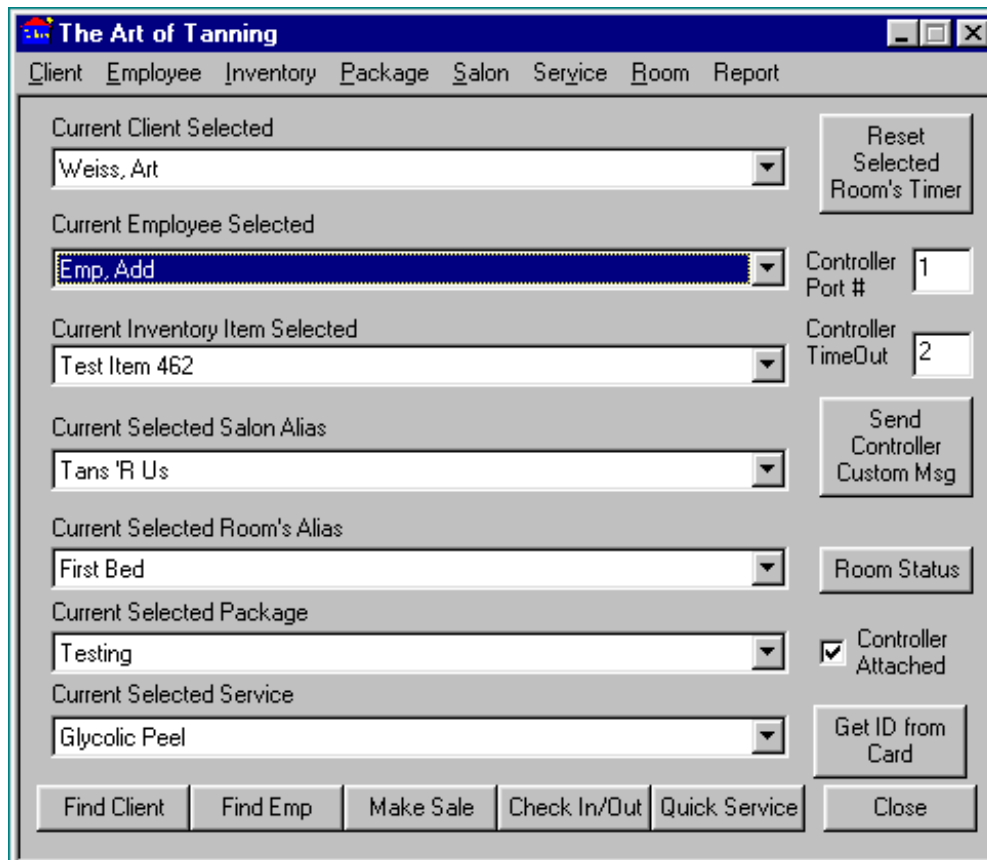 The Art of Tanning
Client Employee Inventory Package Salon Service Room Report
Current Client Selected
Weiss, Art
Reset
Selected
Room's Timer
Current Employee Selected
Emp, Add
Controller
Port #
1
Current Inventory Item Selected
Test Item 462
Controller
TimeOut
2
Current Selected Salon Alias
Tans 'R Us
Send
Controller
Custom Msg
Current Selected Room's Alias
First Bed
Room Status
Current Selected Package
Testing
Controller
Attached
Current Selected Service
Glycolic Peel
Get ID from
Card
Find Client
Find Emp
Make Sale
Check In/Out
Quick Service
Close